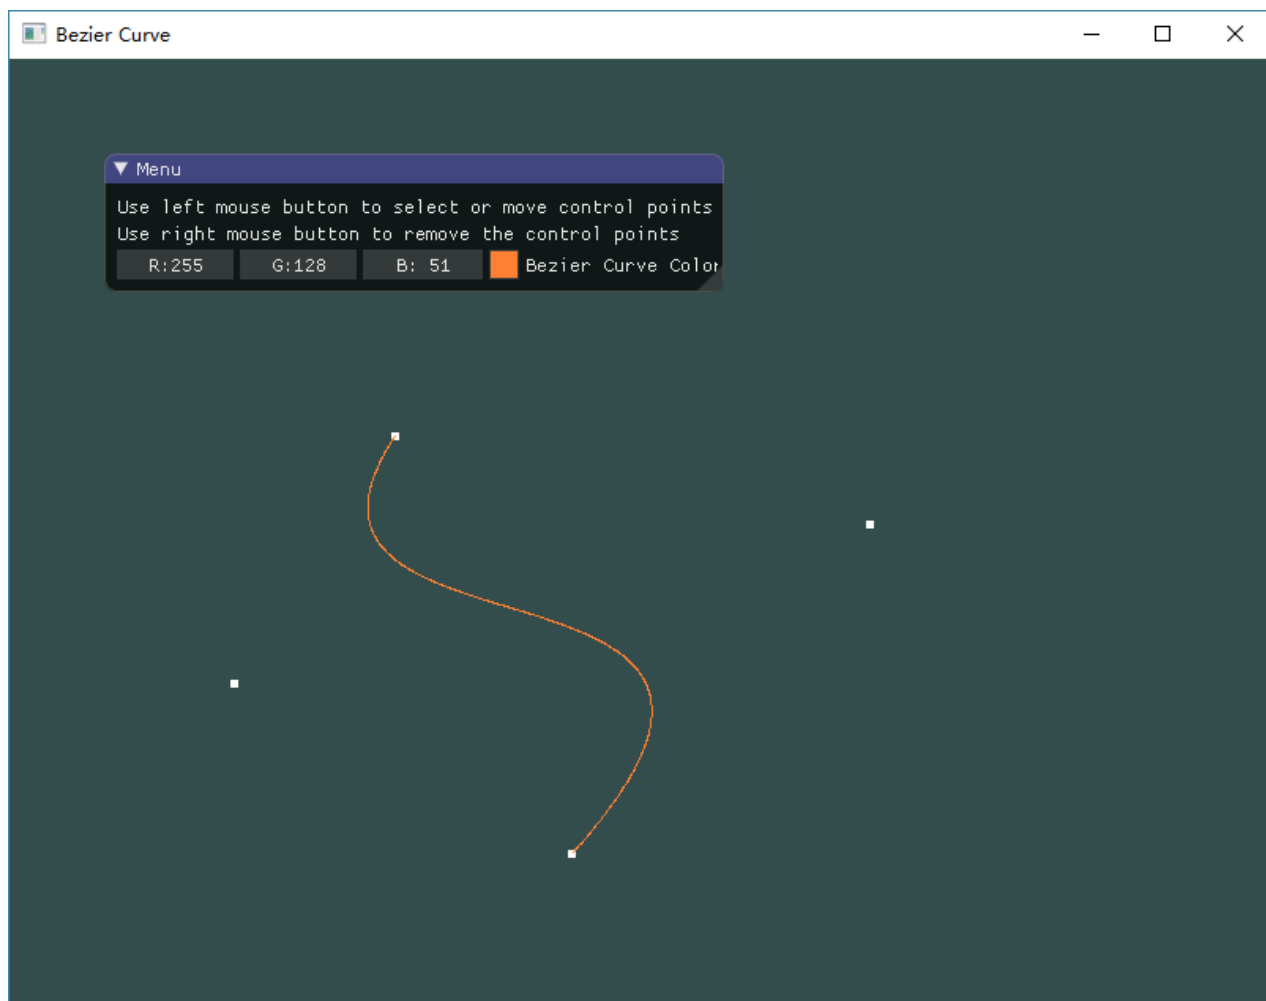 Bezier Curve
Menu
Use left mouse button to select or move control points
Use right mouse button to remove the control points
R:255 G:128 B: 51 Bezier Curve Color